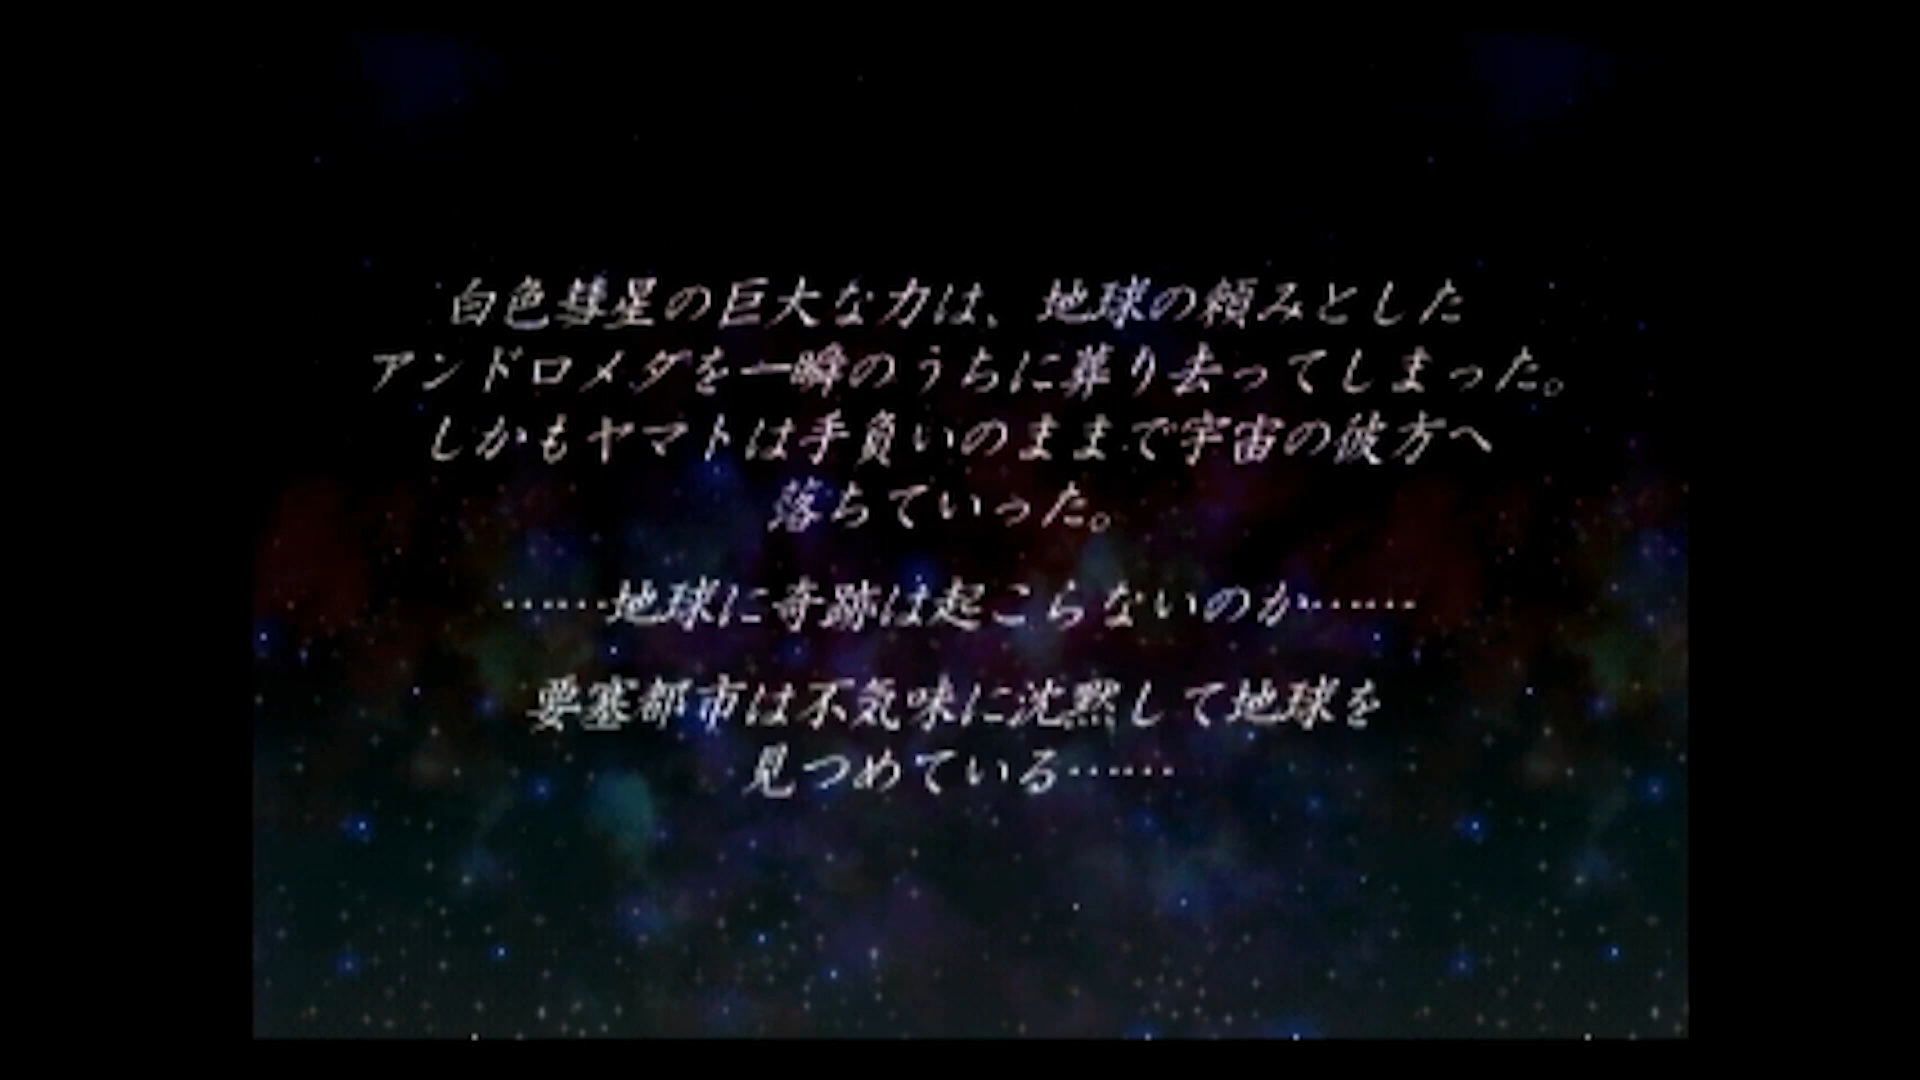 白色彗星の巨大な力は、地球の頼みとした
アンドロメダを一瞬のうちに葬り去ってしまった。
しかもヤマトは手負いのままで宇宙の彼方へ
落ちていった。
……地球に奇跡は起こらないのか……
要塞都市は不気味に沈黙して地球を
見つめている……